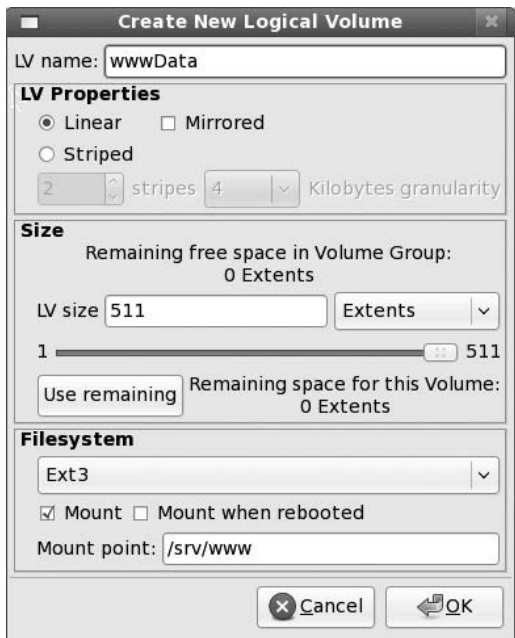 Create New Logical Volume
LV name: wwwData
LV Properties
Linear Mirrored
Striped
2 stripes 4 Kilobytes granularity
Size
Remaining free space in Volume Group:
0 Extents
LV size 511 Extents
1 511
Use remaining Remaining space for this Volume:
0 Extents
Filesystem
Ext3
Mount Mount when rebooted
Mount point: /srv/www
Cancel OK